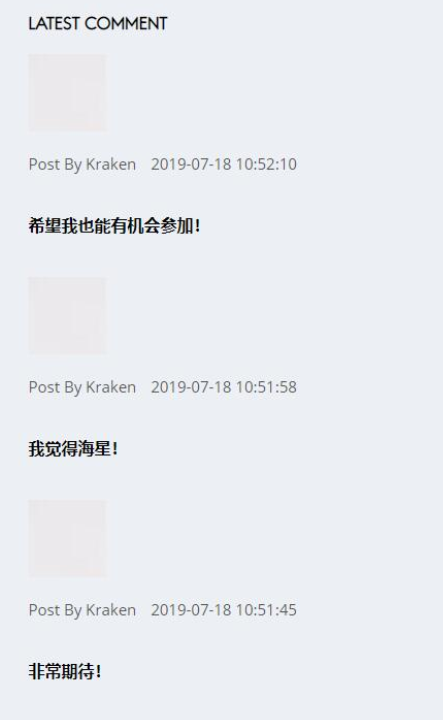 LATEST COMMENT
Post By Kraken 2019-07-18 10:52:10
希望我也能有机会参加！
Post By Kraken 2019-07-18 10:51:58
我觉得海星！
Post By Kraken 2019-07-18 10:51:45
非常期待！